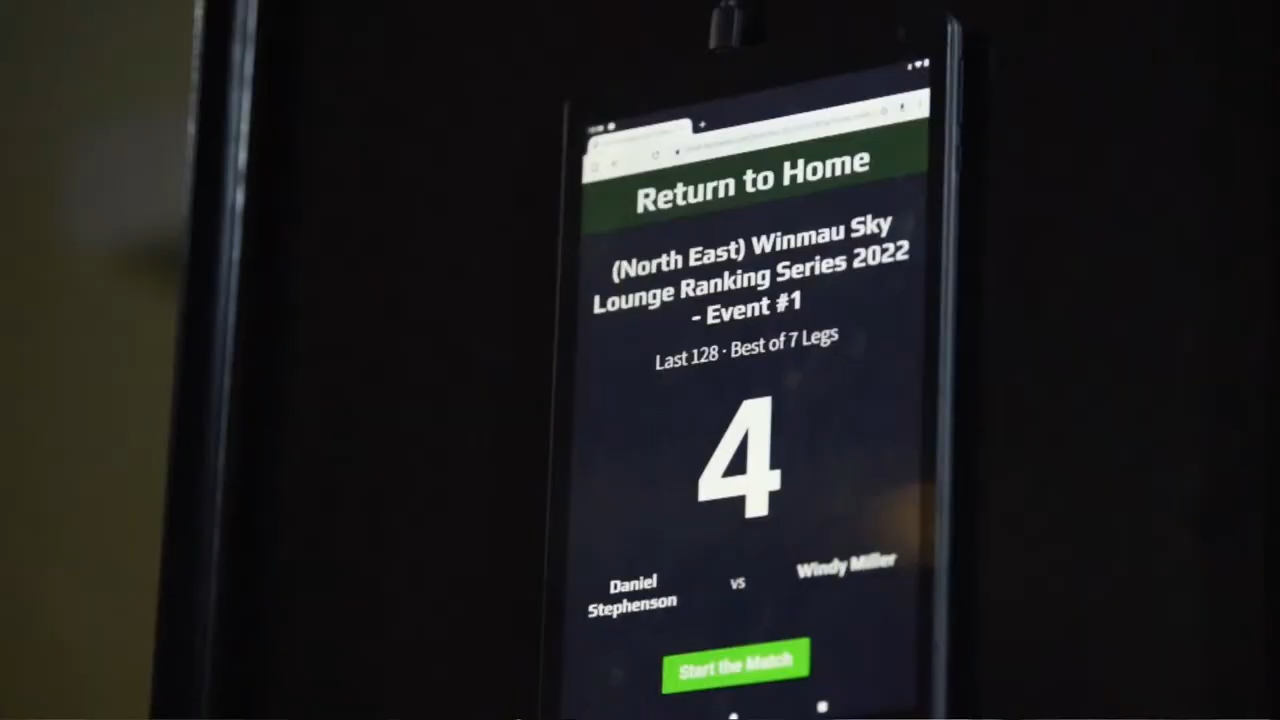 Return to Home
(North East) Winmau Sky
Lounge Ranking Series 2022
- Event #1
Last 128 · Best of 7 Legs
4
Daniel
Stephenson
vs
Windy Miller
Start the Match